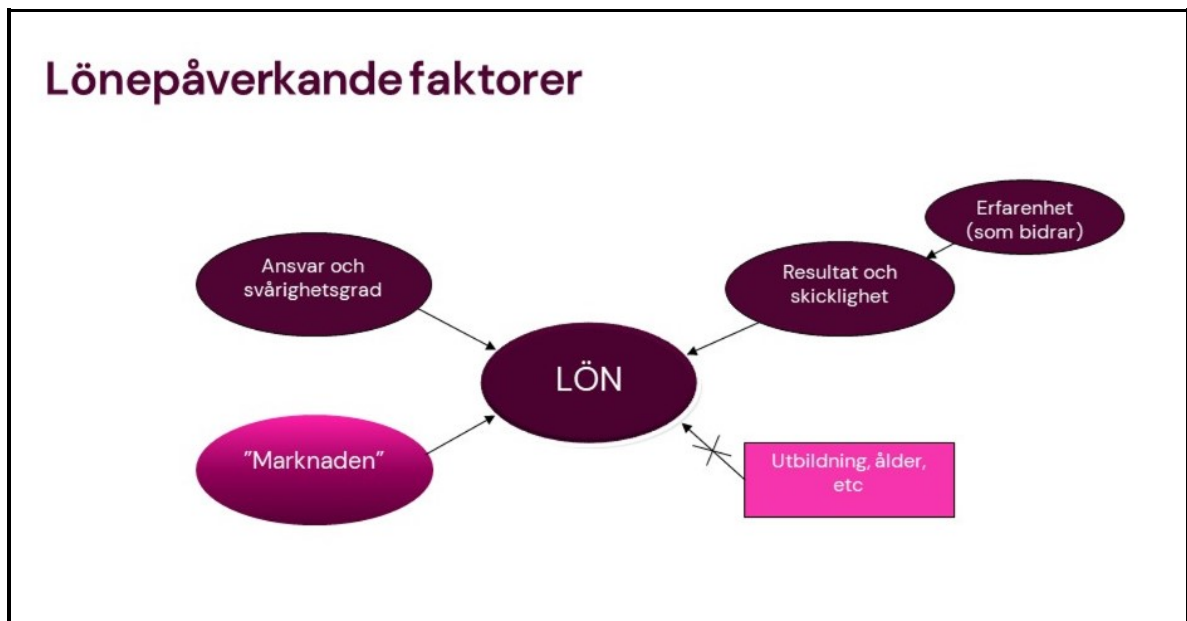 Lönepåverkande faktorer
Erfarenhet
(som bidrar)
Ansvar och
svårighetsgrad
Resultat och
skicklighet
LÖN
"Marknaden"
Utbildning, ålder,
etc